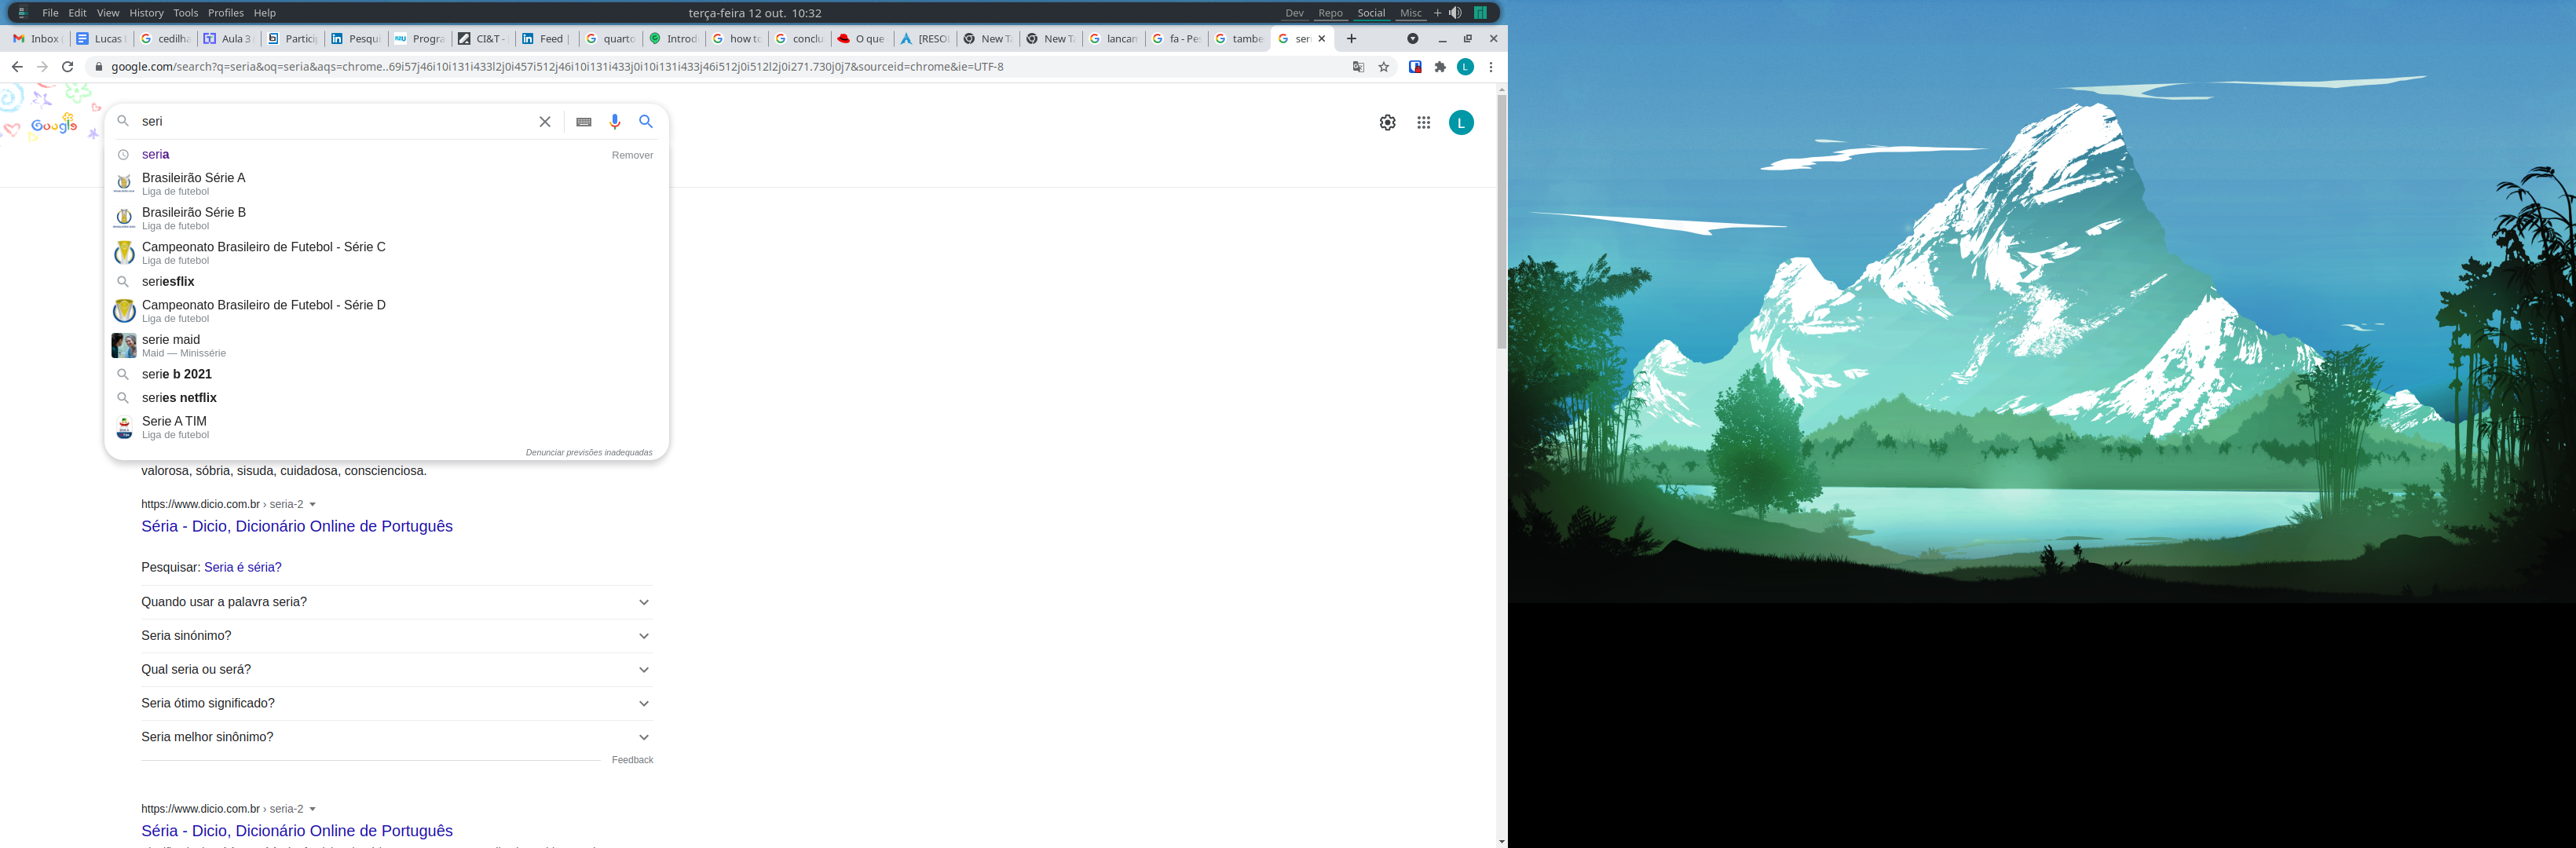 File Edit View History Tools Profiles Help
terça-feira 12 out. 10:32
Dev Repo Social Misc +
Inbox Lucas cedilha Aula 3 Partici Pesqui Progra CI&T - Feed quarto Introd how to conclu O que [RESOL New Ta New Ta lancam fa - Pes tambe seri
google.com/search?q=seria&oq=seria&aqs=chrome..69i57j46i10i131i433l2j0i457i512j46i10i131i433j0i10i131i433j46i512j0i512l2j0i271.730j0j7&sourceid=chrome&ie=UTF-8
L
Google
seri
L
seria
Remover
Brasileirão Série A
Liga de futebol
Brasileirão Série B
Liga de futebol
Campeonato Brasileiro de Futebol - Série C
Liga de futebol
seriesflix
Campeonato Brasileiro de Futebol - Série D
Liga de futebol
serie maid
Maid — Minissérie
serie b 2021
series netflix
Serie A TIM
Liga de futebol
Denunciar previsões inadequadas
valorosa, sóbria, sisuda, cuidadosa, conscienciosa.
https://www.dicio.com.br › seria-2
Séria - Dicio, Dicionário Online de Português
Pesquisar: Seria é séria?
Quando usar a palavra seria?
Seria sinónimo?
Qual seria ou será?
Seria ótimo significado?
Seria melhor sinônimo?
Feedback
https://www.dicio.com.br › seria-2
Séria - Dicio, Dicionário Online de Português